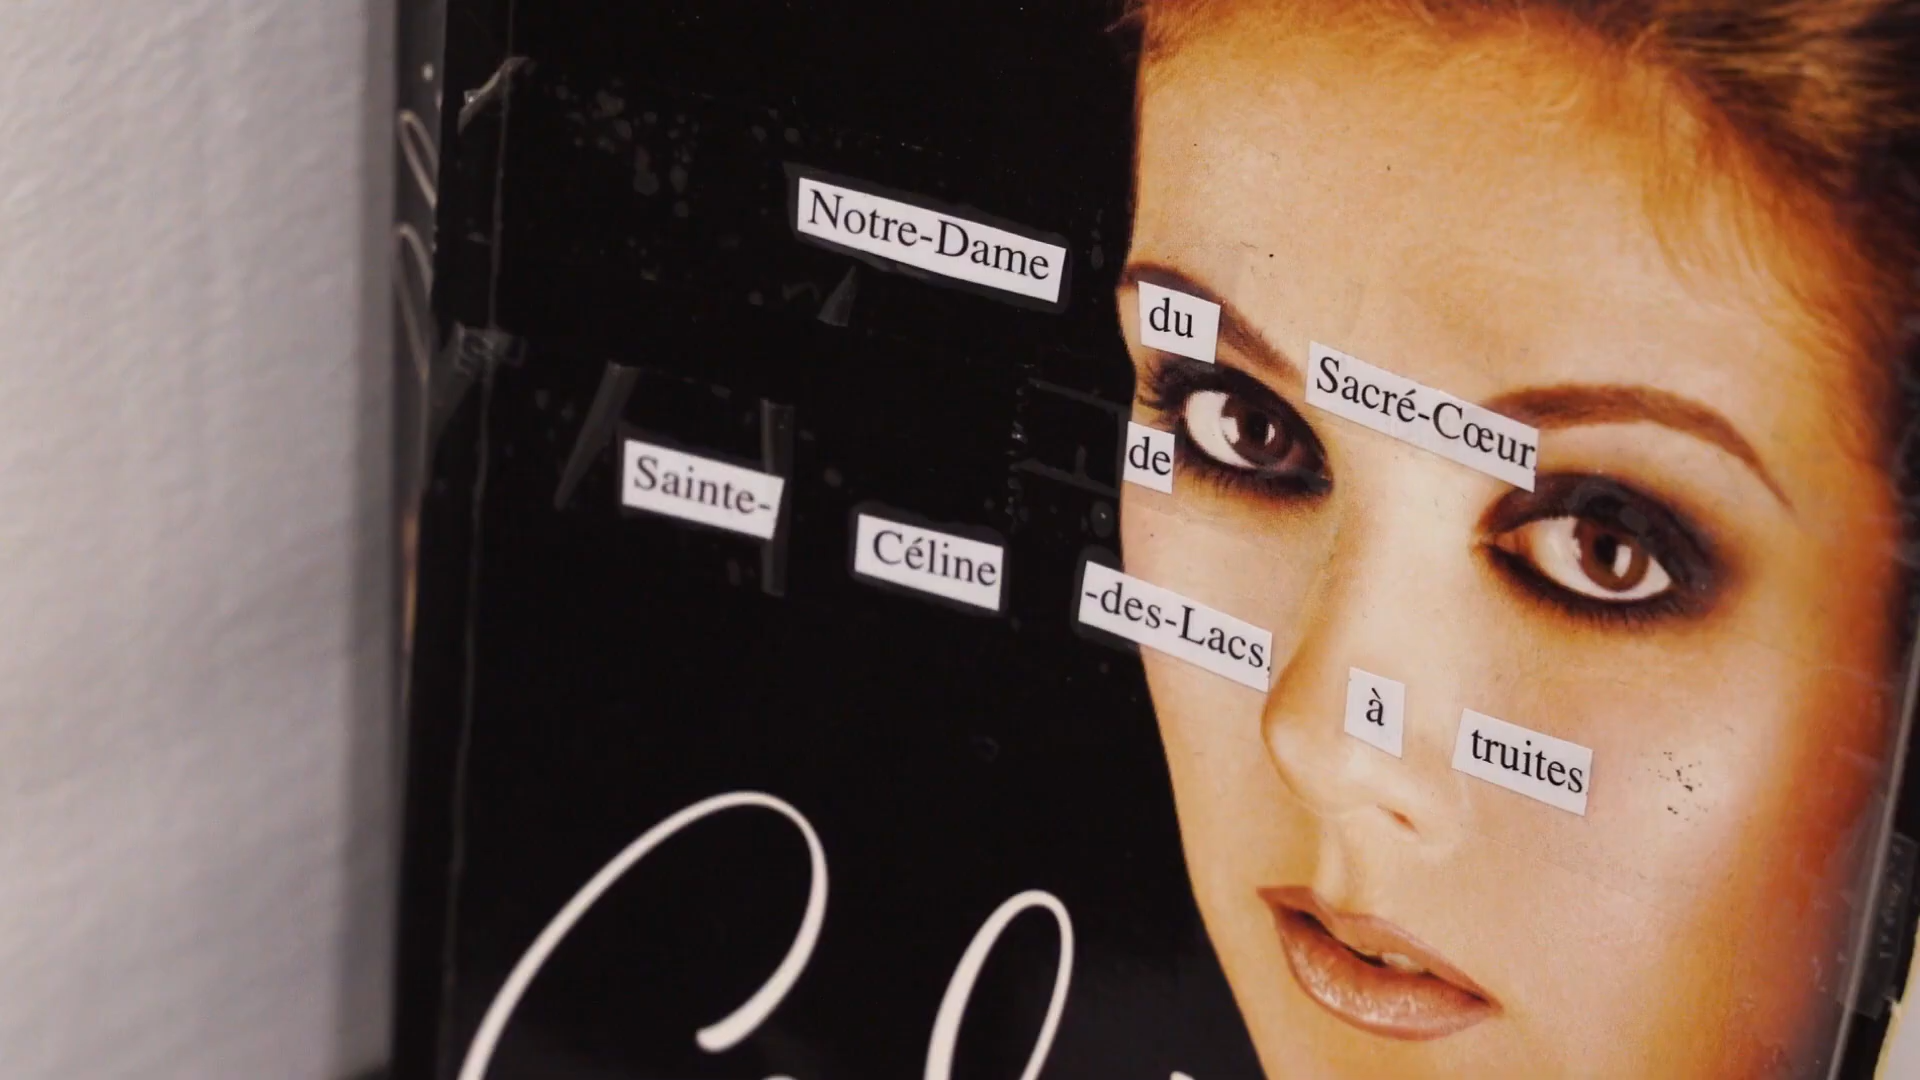 Notre-Dame du Sacré-Cœur
de
Sainte- Céline -des-Lacs
à truites